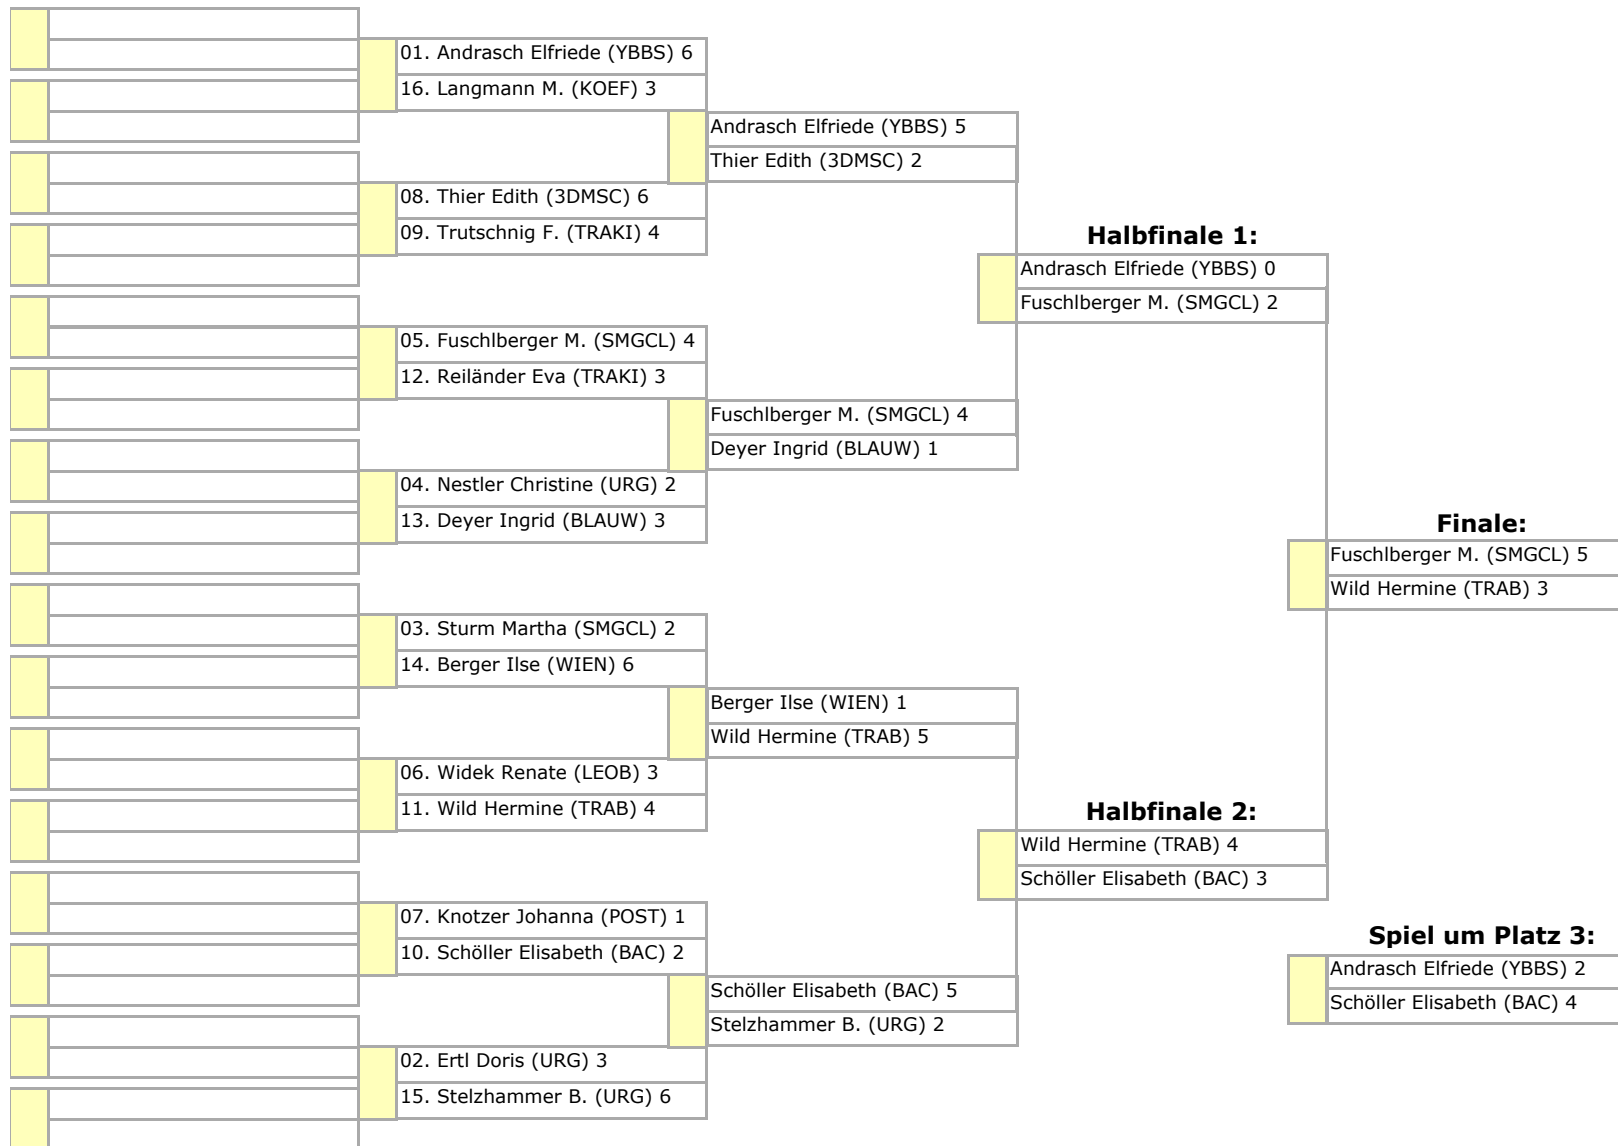 01. Andrasch Elfriede (YBBS) 6
16. Langmann M. (KOEF) 3
08. Thier Edith (3DMSC) 6
09. Trutschnig F. (TRAKI) 4
05. Fuschlberger M. (SMGCL) 4
12. Reiländer Eva (TRAKI) 3
04. Nestler Christine (URG) 2
13. Deyer Ingrid (BLAUW) 3
03. Sturm Martha (SMGCL) 2
14. Berger Ilse (WIEN) 6
06. Widek Renate (LEOB) 3
11. Wild Hermine (TRAB) 4
07. Knotzer Johanna (POST) 1
10. Schöller Elisabeth (BAC) 2
02. Ertl Doris (URG) 3
15. Stelzhammer B. (URG) 6
Andrasch Elfriede (YBBS) 5
Thier Edith (3DMSC) 2
Fuschlberger M. (SMGCL) 4
Deyer Ingrid (BLAUW) 1
Berger Ilse (WIEN) 1
Wild Hermine (TRAB) 5
Schöller Elisabeth (BAC) 5
Stelzhammer B. (URG) 2
Halbfinale 1:
Andrasch Elfriede (YBBS) 0
Fuschlberger M. (SMGCL) 2
Halbfinale 2:
Wild Hermine (TRAB) 4
Schöller Elisabeth (BAC) 3
Finale:
Fuschlberger M. (SMGCL) 5
Wild Hermine (TRAB) 3
Spiel um Platz 3:
Andrasch Elfriede (YBBS) 2
Schöller Elisabeth (BAC) 4